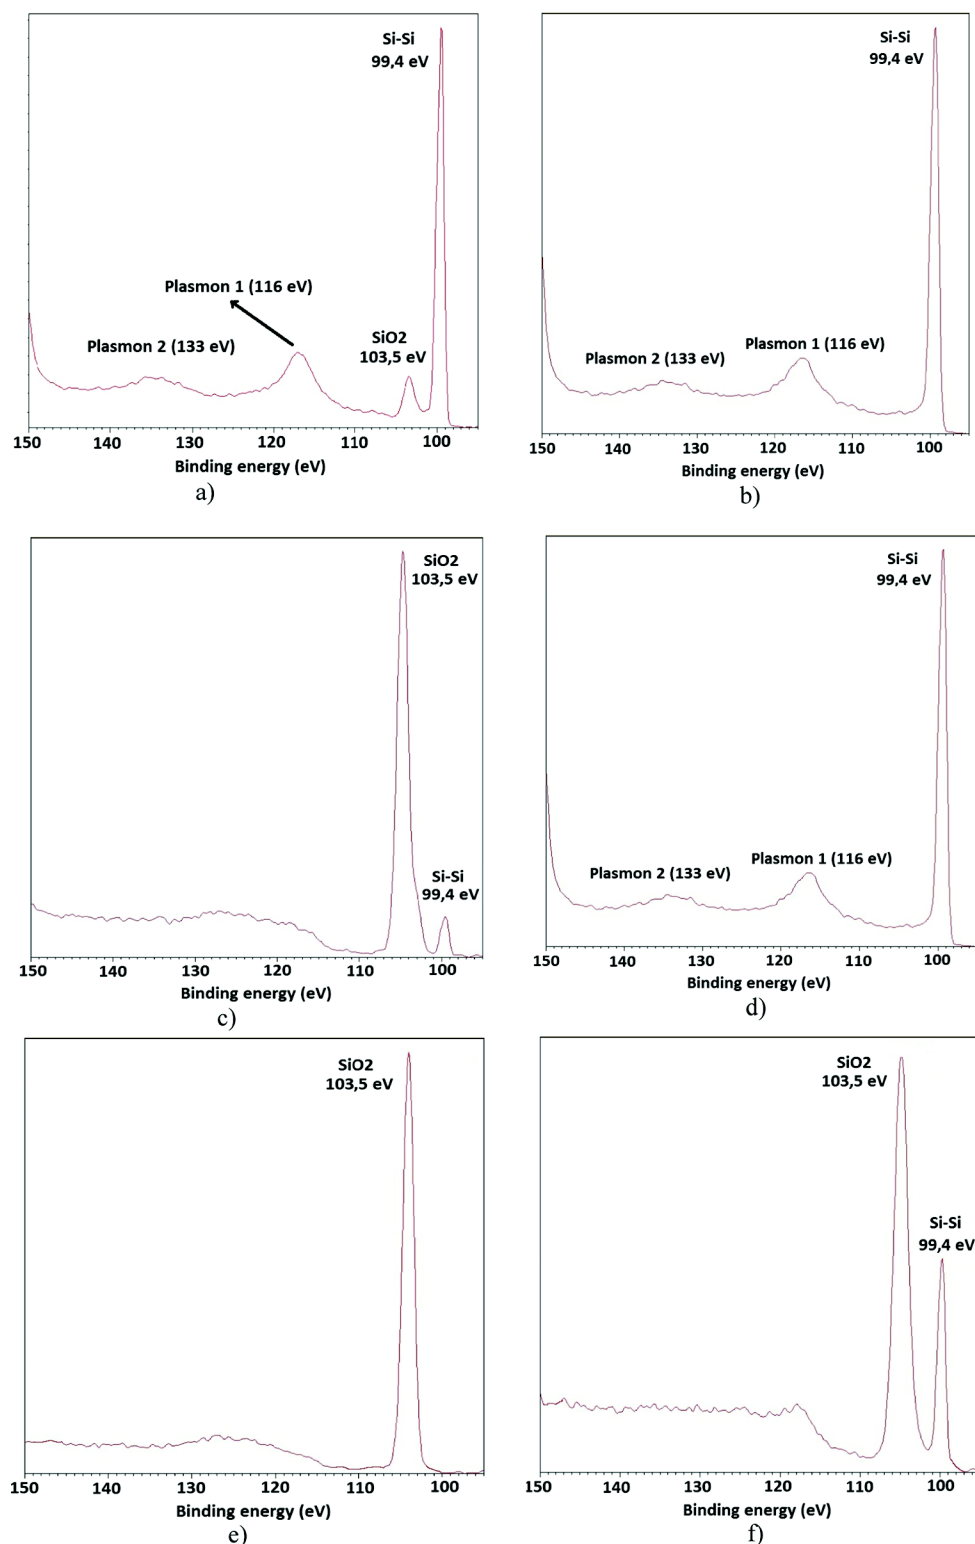 Si-Si
99,4 eV
Plasmon 1 (116 eV)
SiO2
103,5 eV
Plasmon 2 (133 eV)
150 140 130 120 110 100
Binding energy (eV)
a)
Si-Si
99,4 eV
Plasmon 2 (133 eV)
Plasmon 1 (116 eV)
150 140 130 120 110 100
Binding energy (eV)
b)
SiO2
103,5 eV
Si-Si
99,4 eV
150 140 130 120 110 100
Binding energy (eV)
c)
Si-Si
99,4 eV
Plasmon 1 (116 eV)
Plasmon 2 (133 eV)
150 140 130 120 110 100
Binding energy (eV)
d)
SiO2
103,5 eV
150 140 130 120 110 100
Binding energy (eV)
e)
SiO2
103,5 eV
Si-Si
99,4 eV
150 140 130 120 110 100
Binding energy (eV)
f)